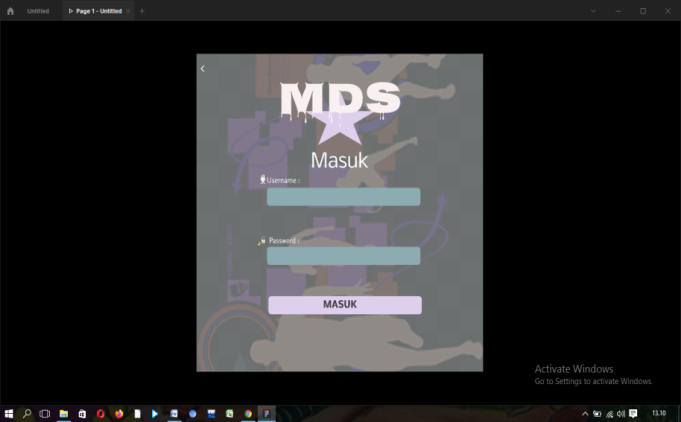 Untitled
Page 1 - Untitled
MDS
Masuk
Username :
Password :
MASUK
Activate Windows
Go to Settings to activate Windows.
13.10